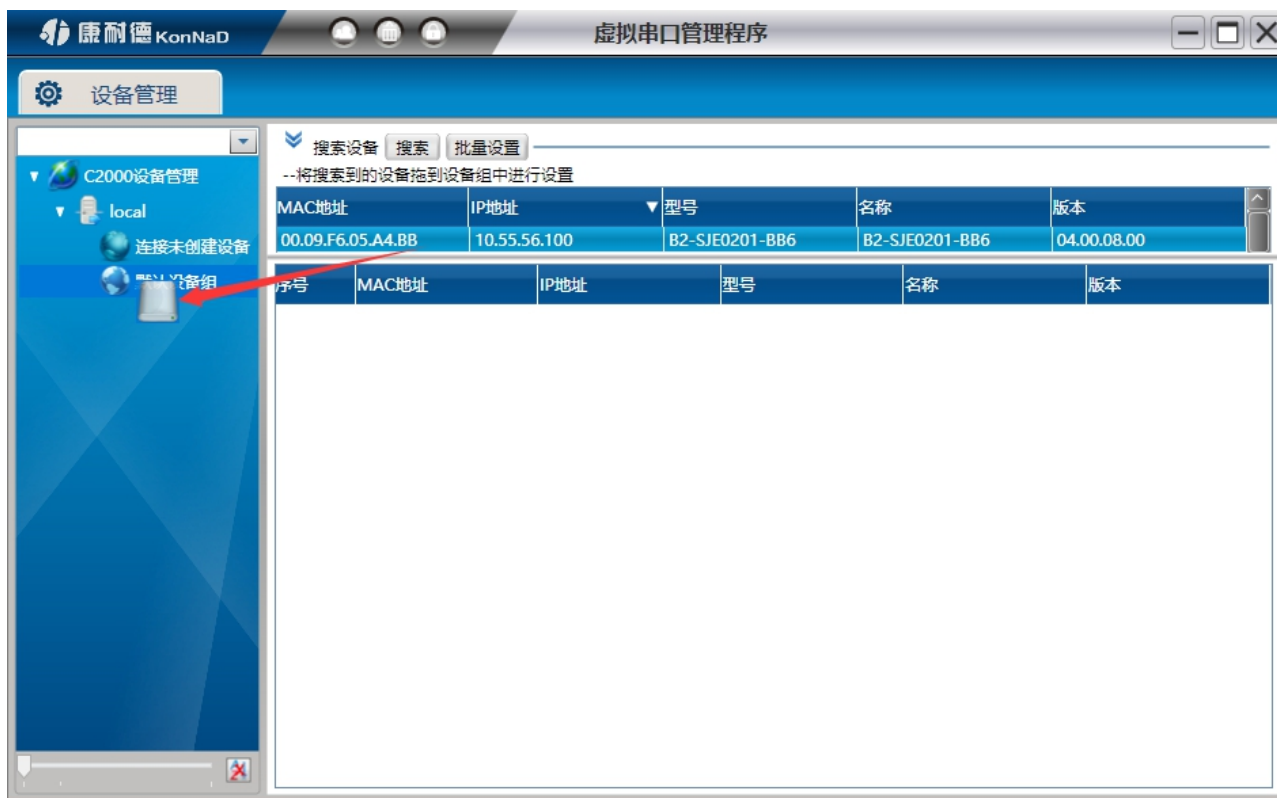 康耐德 KonNaD
虚拟串口管理程序
设备管理
搜索设备 搜索 批量设置
--将搜索到的设备拖到设备组中进行设置
C2000设备管理
local
连接未创建设备
默认设备组
MAC地址 IP地址 型号 名称 版本
00.09.F6.05.A4.BB 10.55.56.100 B2-SJE0201-BB6 B2-SJE0201-BB6 04.00.08.00
序号 MAC地址 IP地址 型号 名称 版本